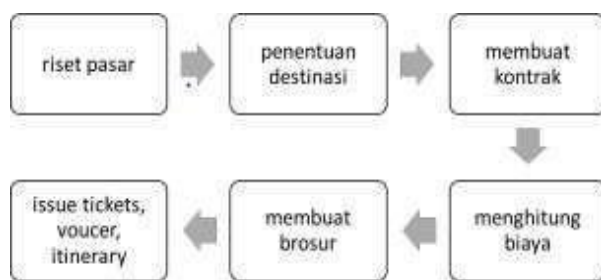 riset pasar
penentuan
destinasi
membuat
kontrak
menghitung
biaya
membuat
brosur
issue tickets,
voucer,
itinerary